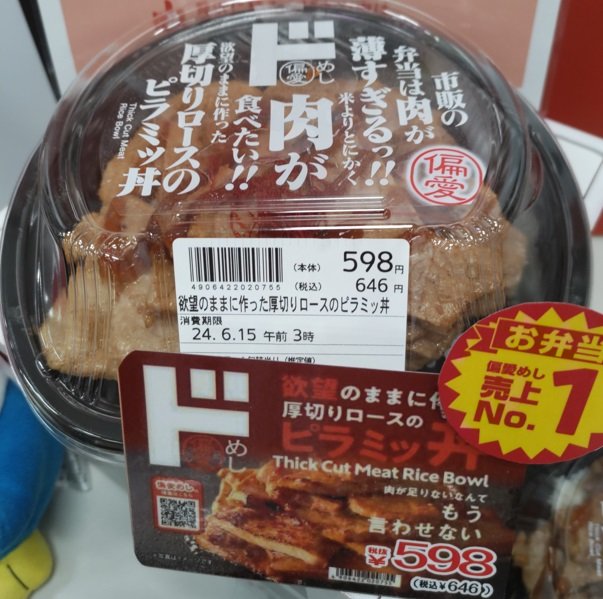 市販の
弁当は肉が
薄すぎるっ!!
米よりとにかく
肉が
食べたい!!
欲望のままに作った
厚切りロースの
ピラミッ丼
Thick Cut Meat
Rice Bowl
ド
偏愛
めし
偏愛
4906422020765
(本体) 598円
(税込) 646円
欲望のままに作った厚切りロースのピラミッ丼
消費期限
24. 6.15 午前 3時
お弁当
偏愛めし
売上
No.1
ド
偏愛
めし
偏愛めし
欲望のままに作
厚切りロースの
ピラミッ丼
Thick Cut Meat Rice Bowl
肉が足りないなんて
もう
言わせない
税抜
598
(税込¥646)